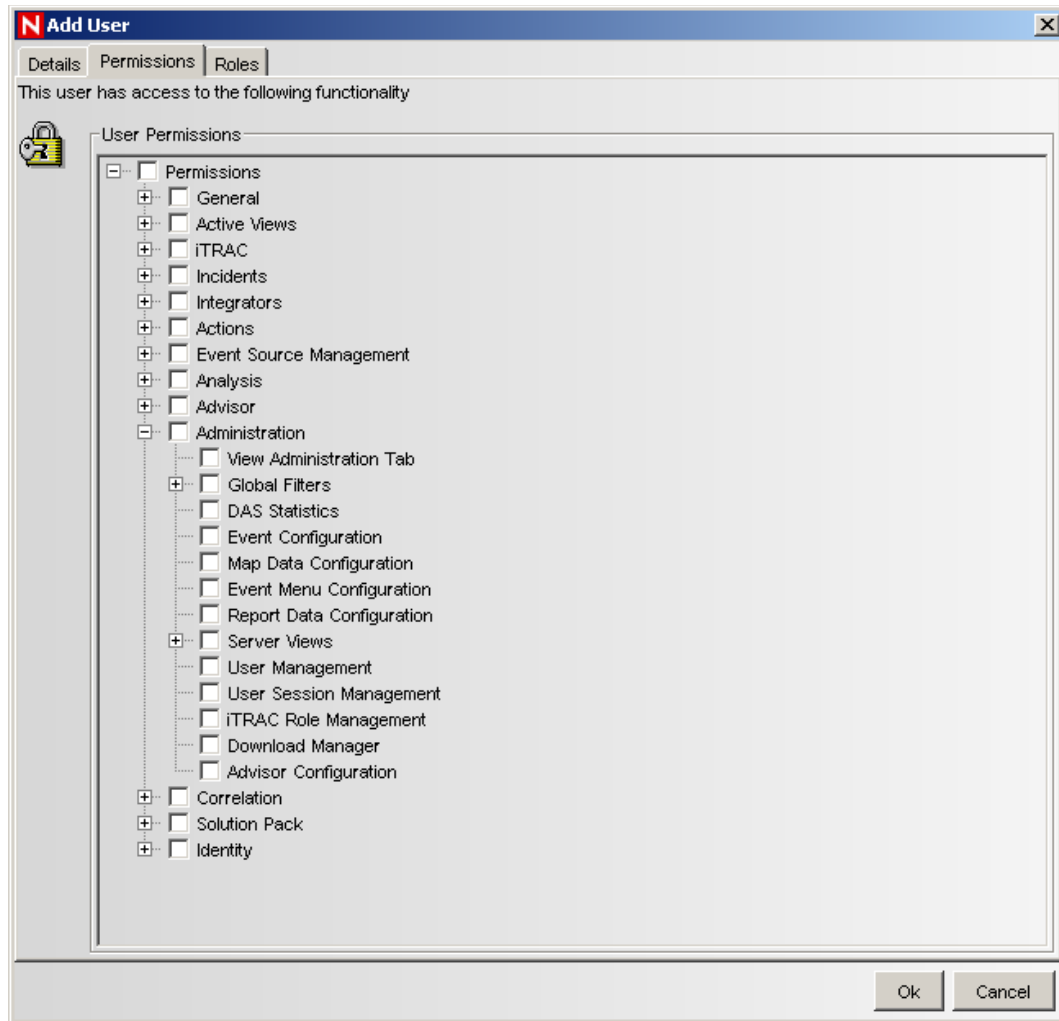 N Add User
Details Permissions Roles
This user has access to the following functionality
User Permissions
Permissions
General
Active Views
iTRAC
Incidents
Integrators
Actions
Event Source Management
Analysis
Advisor
Administration
View Administration Tab
Global Filters
DAS Statistics
Event Configuration
Map Data Configuration
Event Menu Configuration
Report Data Configuration
Server Views
User Management
User Session Management
iTRAC Role Management
Download Manager
Advisor Configuration
Correlation
Solution Pack
Identity
Ok Cancel